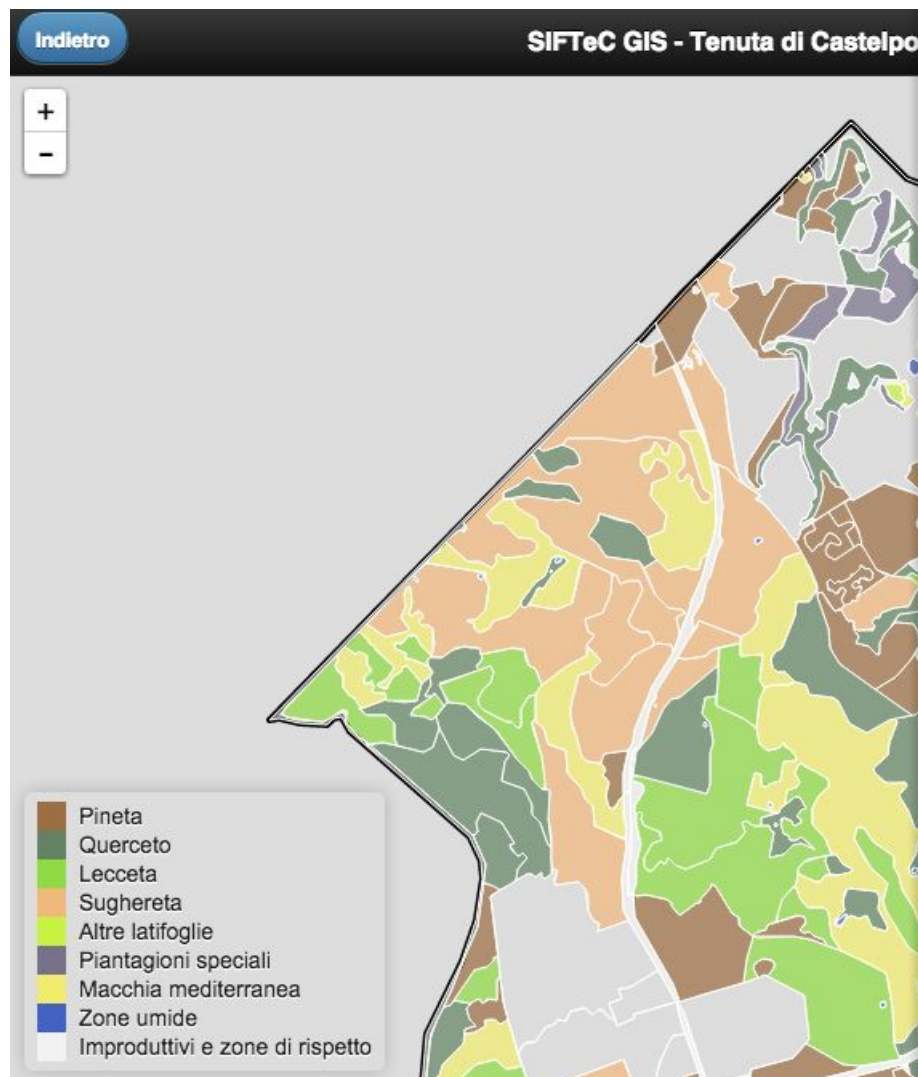 Indietro
SIFTeC GIS - Tenuta di Castelpo
+
-
Pineta
Querceto
Lecceta
Sughereta
Altre latifoglie
Piantagioni speciali
Macchia mediterranea
Zone umide
Improduttivi e zone di rispetto